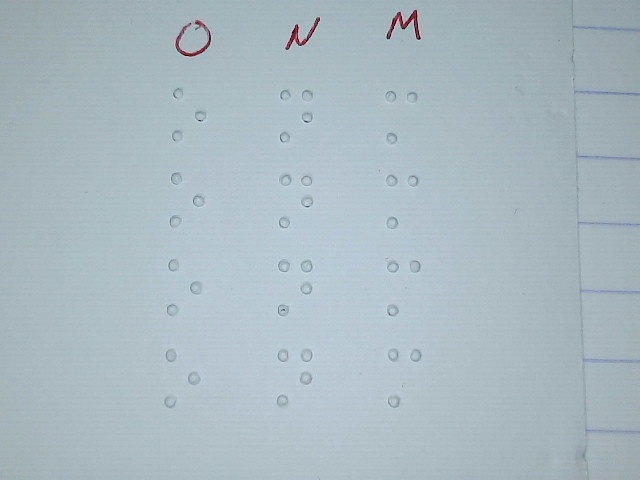 O N M
⠕ ⠝ ⠍
⠕ ⠝ ⠍
⠕ ⠝ ⠍
⠕ ⠝ ⠍